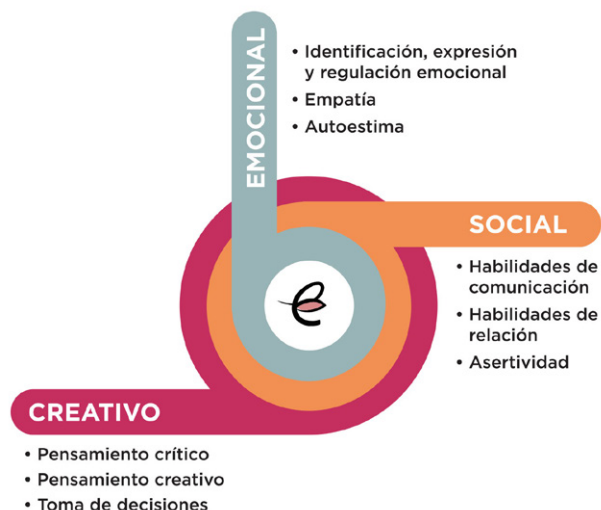 EMOCIONAL
• Identificación, expresión
y regulación emocional
• Empatía
• Autoestima
SOCIAL
• Habilidades de
comunicación
• Habilidades de
relación
• Asertividad
CREATIVO
• Pensamiento crítico
• Pensamiento creativo
• Toma de decisiones